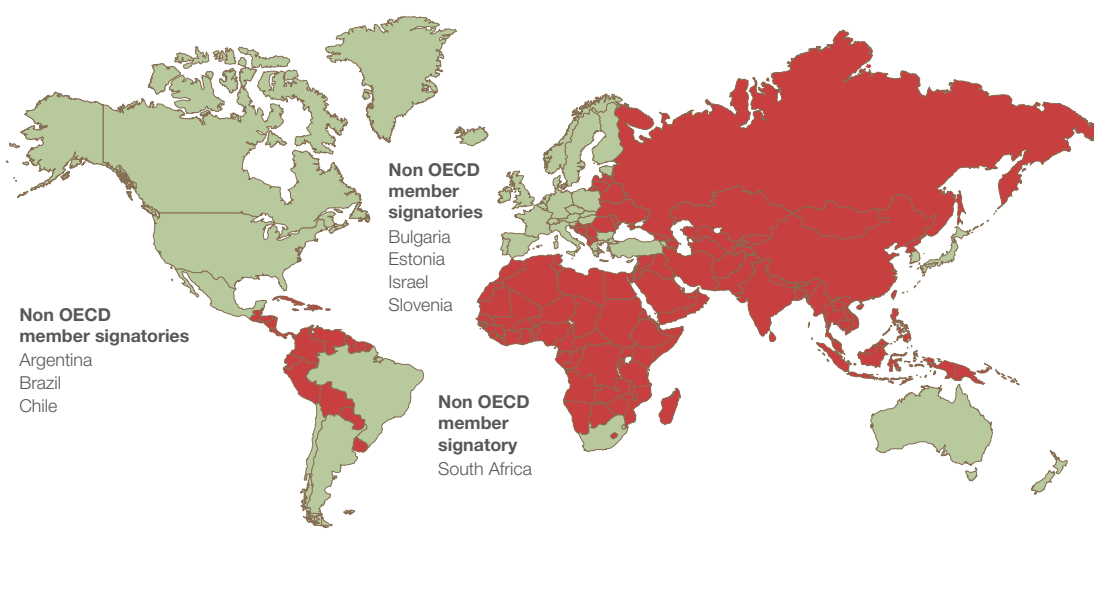 Non OECD
member
signatories
Bulgaria
Estonia
Israel
Slovenia
Non OECD
member signatories
Argentina
Brazil
Chile
Non OECD
member
signatory
South Africa